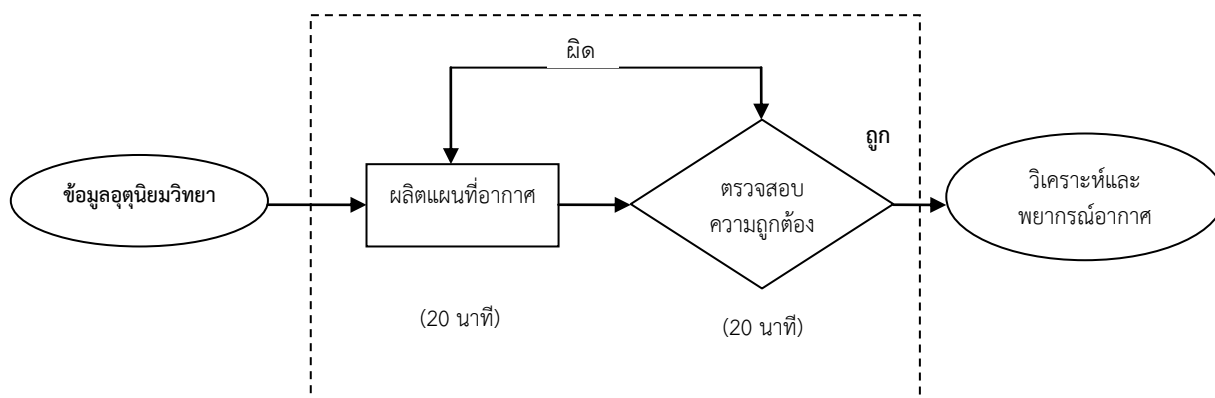 ผิด
ถูก
ข้อมูลอุตุนิยมวิทยา
ผลิตแผนที่อากาศ
ตรวจสอบ
ความถูกต้อง
วิเคราะห์และ
พยากรณ์อากาศ
(20 นาที)
(20 นาที)